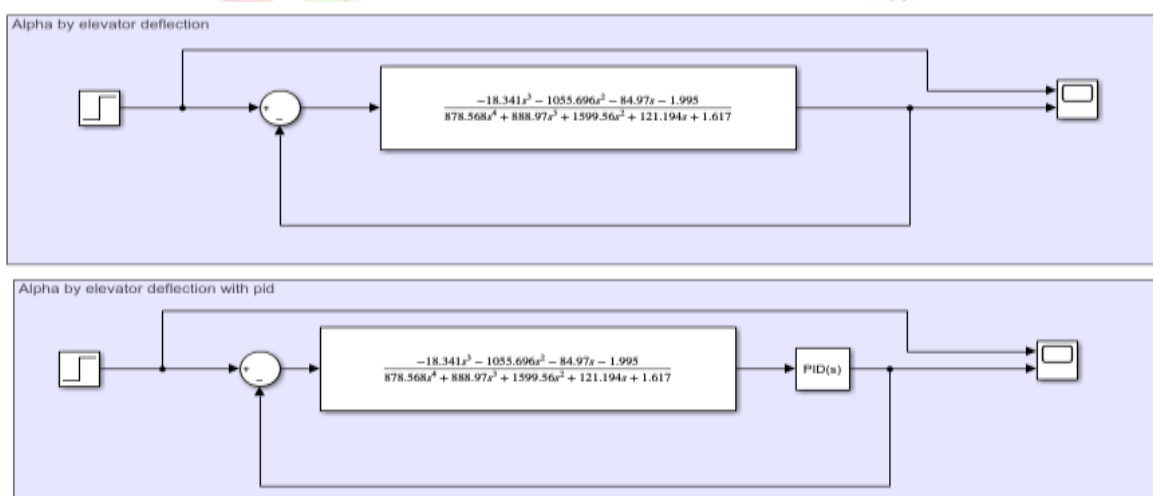 Alpha by elevator deflection
+
−
−18.341s³ − 1055.696s² − 84.97s − 1.995
878.568s⁴ + 888.97s³ + 1599.56s² + 121.194s + 1.617
Alpha by elevator deflection with pid
+
−
−18.341s³ − 1055.696s² − 84.97s − 1.995
878.568s⁴ + 888.97s³ + 1599.56s² + 121.194s + 1.617
PID(s)